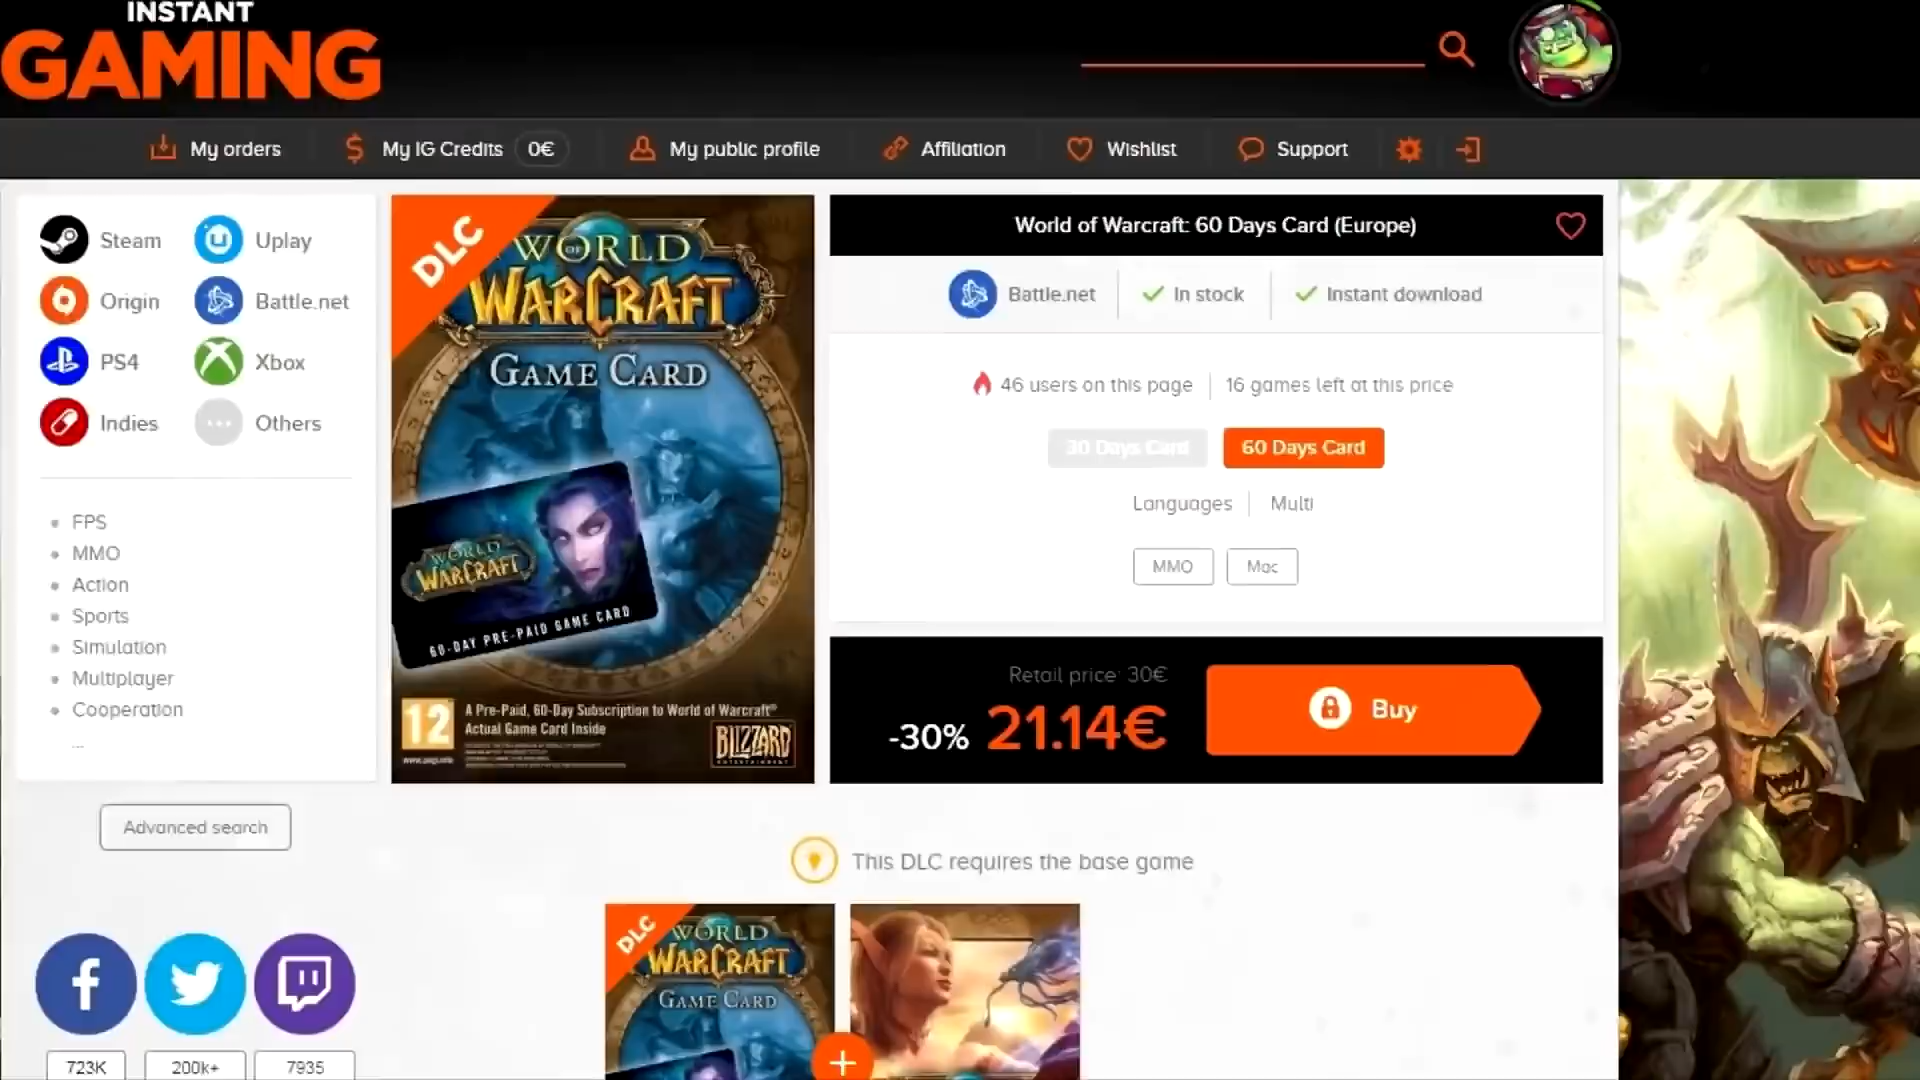 INSTANT
GAMING
My orders
My IG Credits
0€
My public profile
Affiliation
Wishlist
Support
Steam
Uplay
Origin
Battle.net
PS4
Xbox
Indies
Others
FPS
MMO
Action
Sports
Simulation
Multiplayer
Cooperation
...
Advanced search
723K
200k+
7935
DLC
WORLD
OF
WARCRAFT
GAME CARD
WORLD
WARCRAFT
60-DAY PRE-PAID GAME CARD
12
A Pre-Paid, 60-Day Subscription to World of Warcraft®
Actual Game Card Inside
BLIZZARD
ENTERTAINMENT
World of Warcraft: 60 Days Card (Europe)
Battle.net
In stock
Instant download
46 users on this page
16 games left at this price
30 Days Card
60 Days Card
Languages
Multi
MMO
Mac
Retail price: 30€
-30%
21.14€
Buy
This DLC requires the base game
DLC
WORLD
WARCRAFT
GAME CARD
+